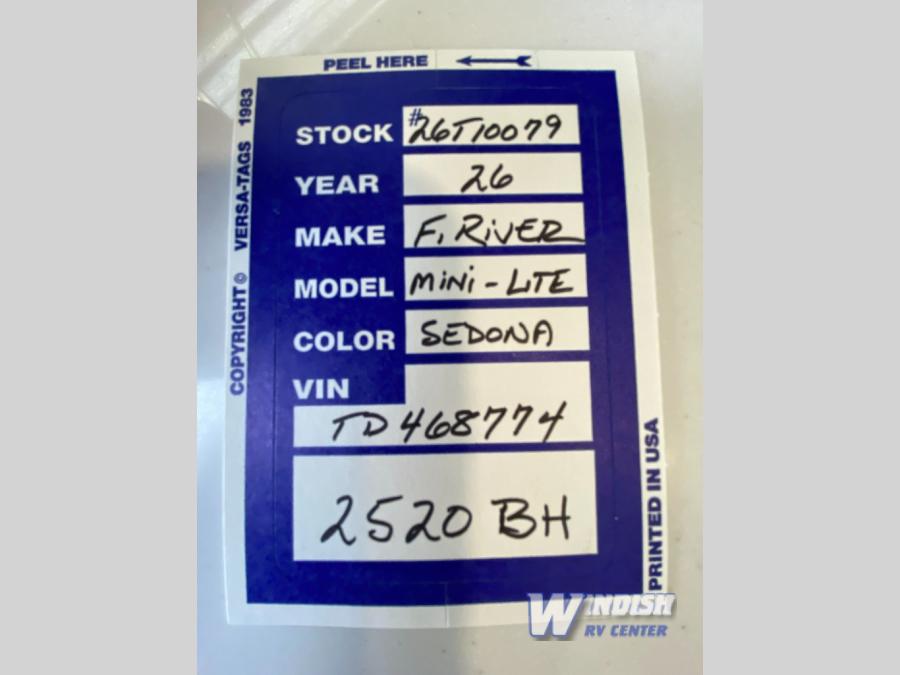 PEEL HERE
COPYRIGHT © VERSA-TAGS 1983
STOCK #26T10079
YEAR 26
MAKE F. RIVER
MODEL MINI-LITE
COLOR SEDONA
VIN
TD468774
2520 BH
PRINTED IN USA
WINDISH
RV CENTER